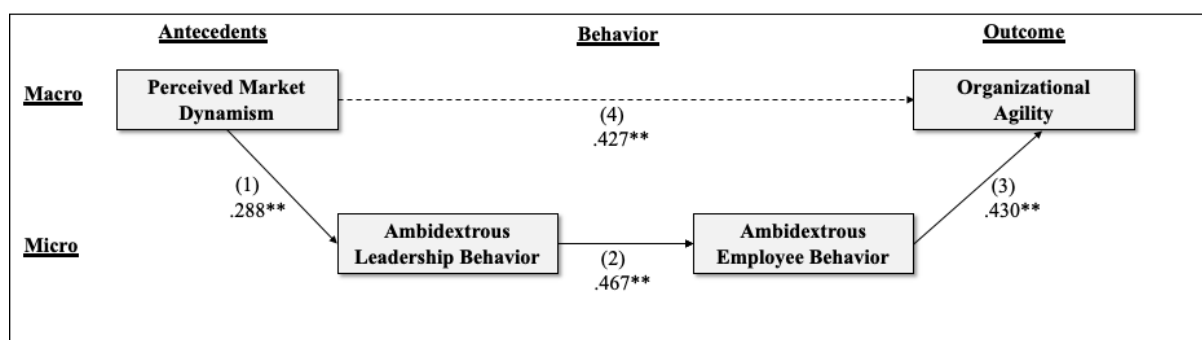 Antecedents
Behavior
Outcome
Macro
Perceived Market
Dynamism
Organizational
Agility
(4)
.427**
(1)
.288**
(3)
.430**
Micro
Ambidextrous
Leadership Behavior
(2)
.467**
Ambidextrous
Employee Behavior